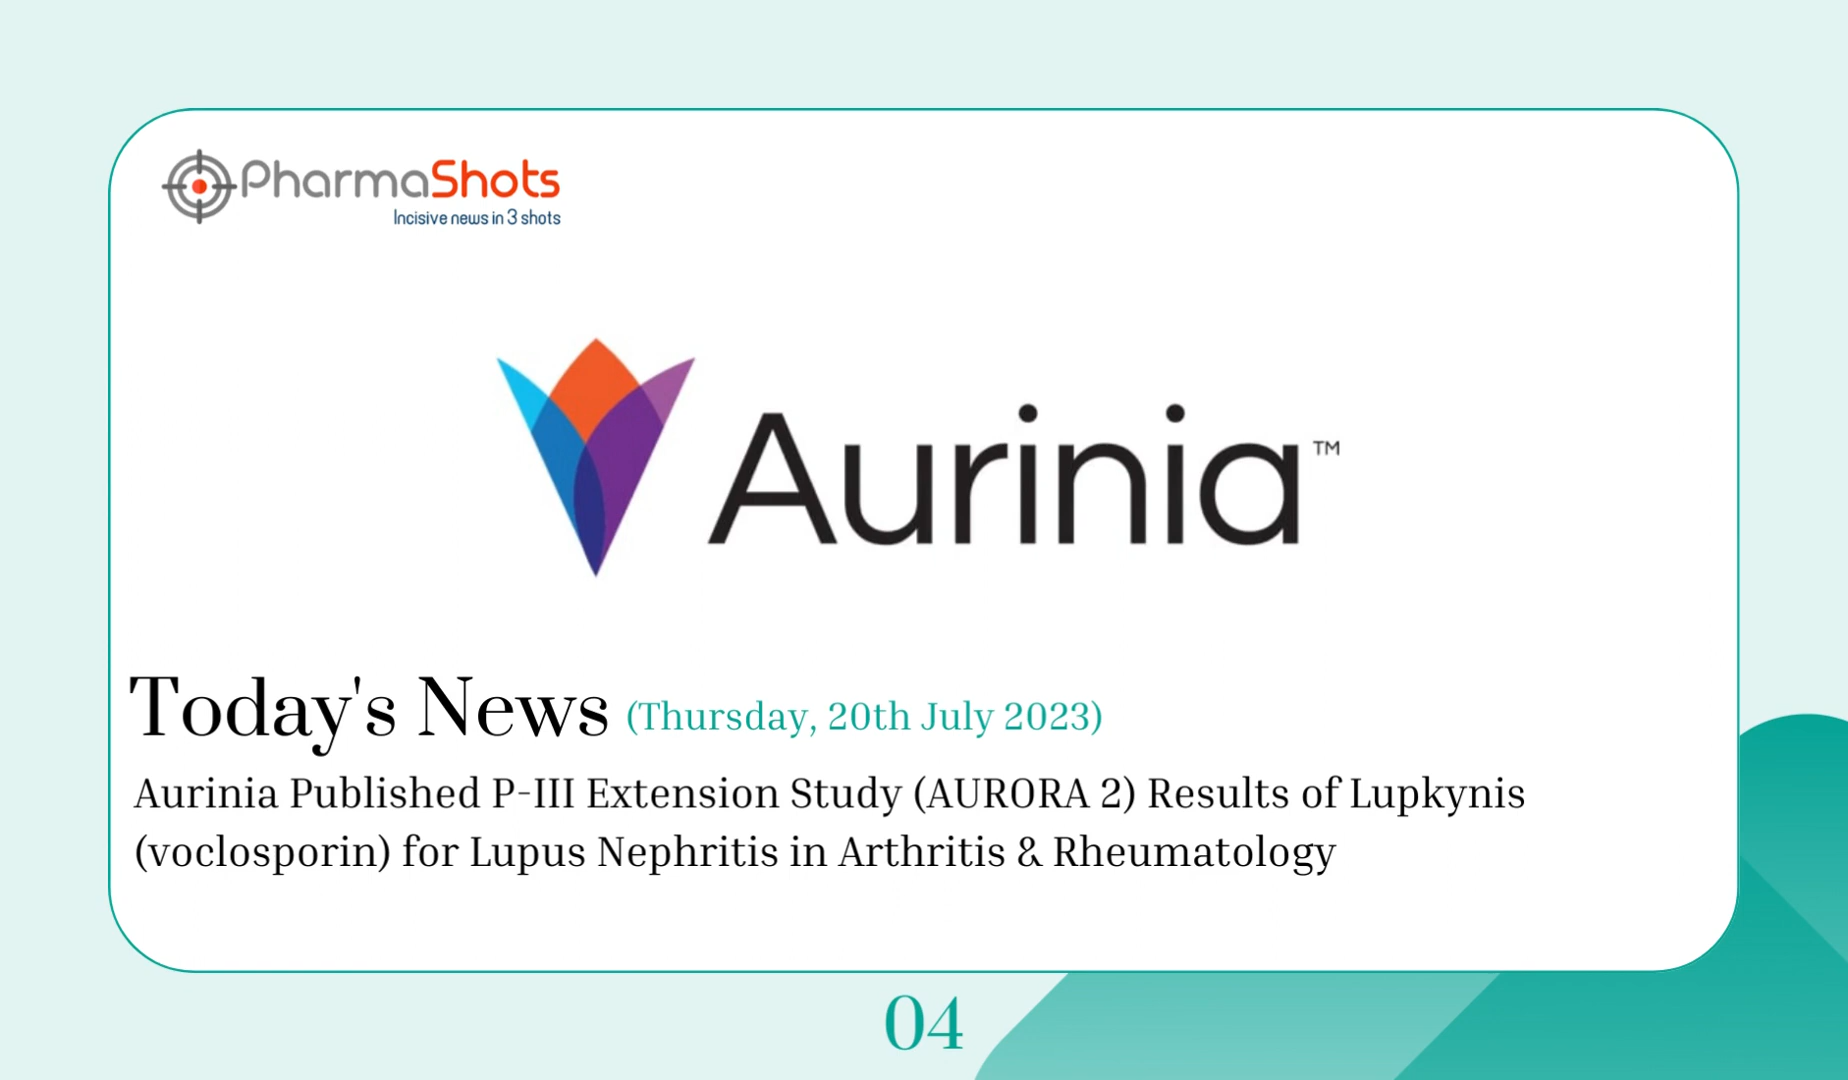 PharmaShots
Incisive news in 3 shots
Aurinia™
Today's News (Thursday, 20th July 2023)
Aurinia Published P-III Extension Study (AURORA 2) Results of Lupkynis
(voclosporin) for Lupus Nephritis in Arthritis & Rheumatology
04